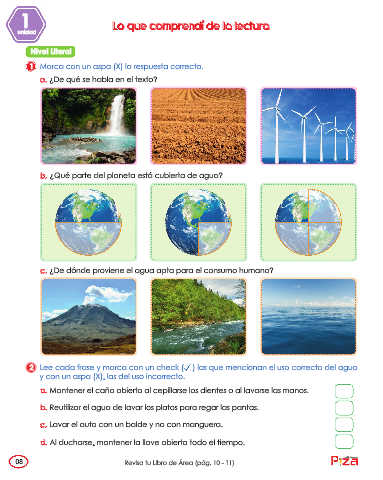 1
unidad
Lo que comprendí de la lectura
Nivel Literal
1 Marco con un aspa (X) la respuesta correcta.
a. ¿De qué se habla en el texto?
b. ¿Qué parte del planeta está cubierta de agua?
c. ¿De dónde proviene el agua apta para el consumo humano?
2 Lee cada frase y marca con un check (✓) las que mencionan el uso correcto del agua
y con un aspa (X), las del uso incorrecto.
a. Mantener el caño abierto al cepillarse los dientes o al lavarse las manos.
b. Reutilizar el agua de lavar los platos para regar las pantas.
c. Lavar el auto con un balde y no con manguera.
d. Al ducharse, mantener la llave abierta todo el tiempo.
08
Revisa tu Libro de Área (pág. 10 - 11)
Piza